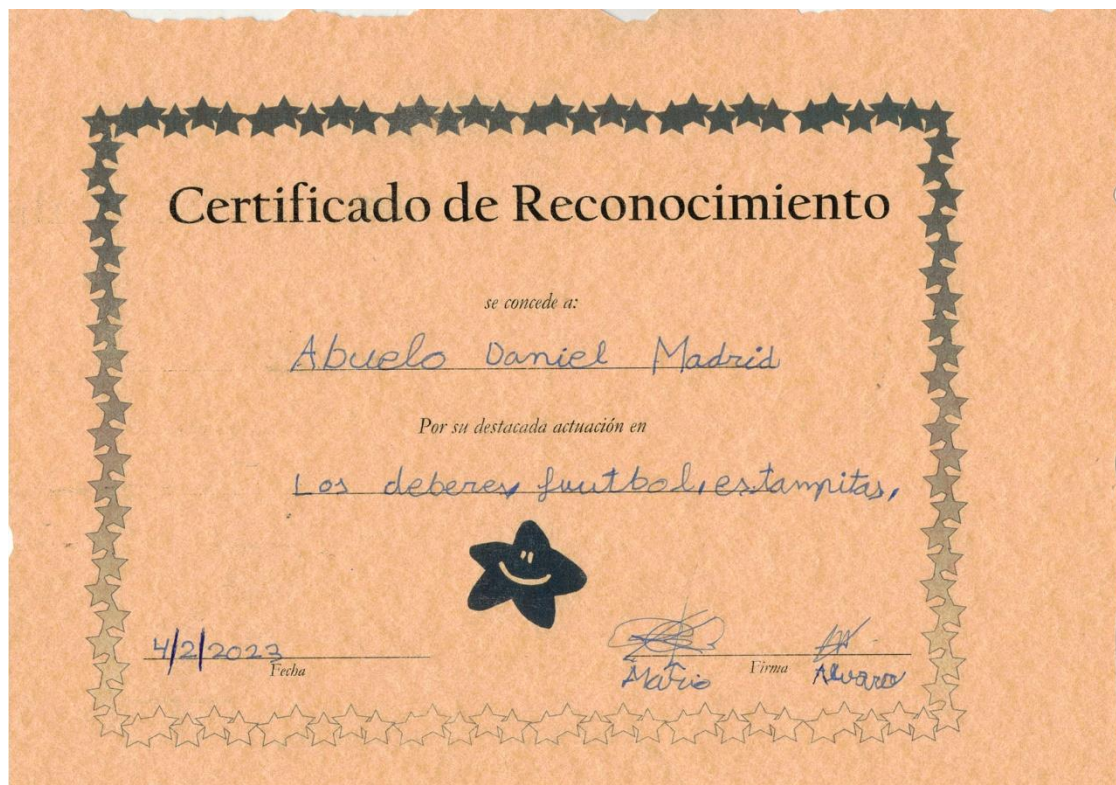 Certificado de Reconocimiento
se concede a:
Abuelo Daniel Madrid
Por su destacada actuación en
Los deberes, fuutbol, estampitas,
4/2/2023
Fecha
Firma
Mario Alvaro